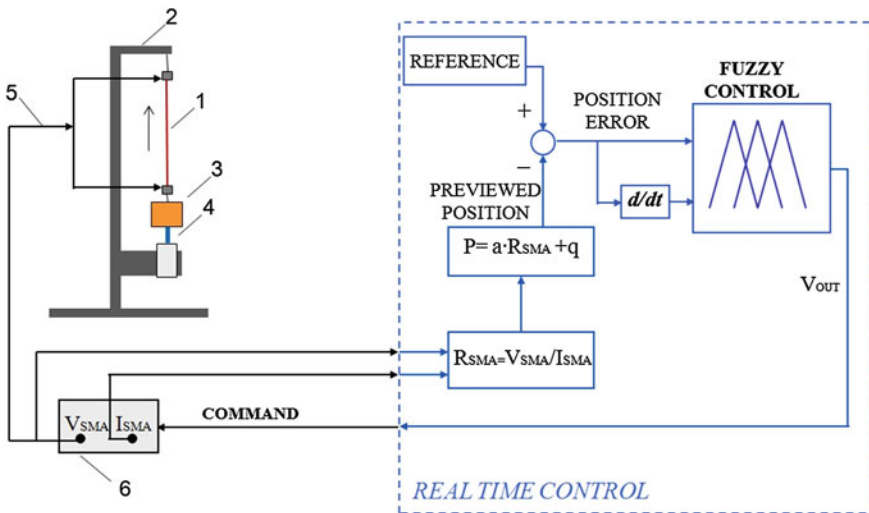 2
5
1
3
4
REFERENCE
+
−
POSITION
ERROR
FUZZY
CONTROL
d/dt
PREVIEWED
POSITION
P= a·RSMA +q
VOUT
RSMA=VSMA/ISMA
COMMAND
VSMA ISMA
6
REAL TIME CONTROL